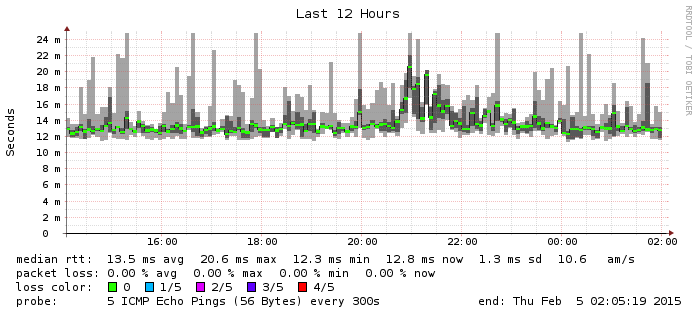 Last 12 Hours
RRDTOOL / TOBI OETIKER
Seconds
24 m
22 m
20 m
18 m
16 m
14 m
12 m
10 m
8 m
6 m
4 m
2 m
0
16:00 18:00 20:00 22:00 00:00 02:00
median rtt: 13.5 ms avg 20.6 ms max 12.3 ms min 12.8 ms now 1.3 ms sd 10.6 am/s
packet loss: 0.00 % avg 0.00 % max 0.00 % min 0.00 % now
loss color: 0 1/5 2/5 3/5 4/5
probe: 5 ICMP Echo Pings (56 Bytes) every 300s end: Thu Feb 5 02:05:19 2015